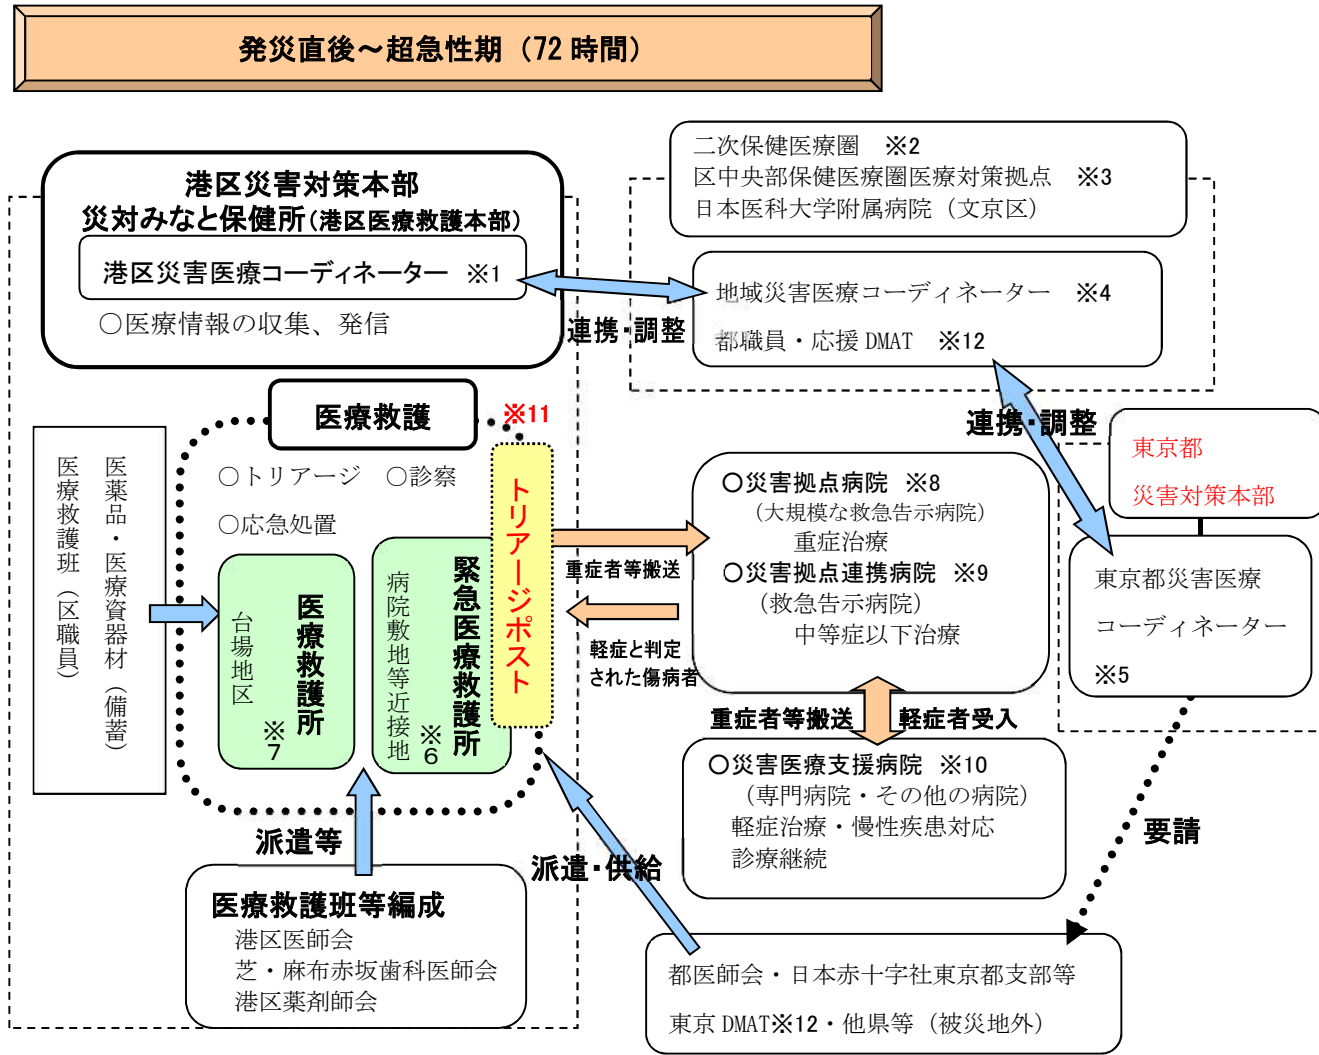 発災直後～超急性期（72時間）
港区災害対策本部
災対みなと保健所(港区医療救護本部)
港区災害医療コーディネーター ※1
○医療情報の収集、発信
二次保健医療圏 ※2
区中央部保健医療圏医療対策拠点 ※3
日本医科大学附属病院（文京区）
地域災害医療コーディネーター ※4
都職員・応援 DMAT ※12
連携・調整
連携・調整
東京都
災害対策本部
東京都災害医療
コーディネーター
※5
要請
医療救護
※11
○トリアージ ○診察
○応急処置
医薬品・医療資器材（備蓄）
医療救護班（区職員）
医療救護所
台場地区
※7
緊急医療救護所
病院敷地等近接地
※6
トリアージポスト
重症者等搬送
軽症と判定
された傷病者
○災害拠点病院 ※8
（大規模な救急告示病院）
重症治療
○災害拠点連携病院 ※9
（救急告示病院）
中等症以下治療
重症者等搬送
軽症者受入
○災害医療支援病院 ※10
（専門病院・その他の病院）
軽症治療・慢性疾患対応
診療継続
派遣等
派遣・供給
医療救護班等編成
港区医師会
芝・麻布赤坂歯科医師会
港区薬剤師会
都医師会・日本赤十字社東京都支部等
東京 DMAT※12・他県等（被災地外）